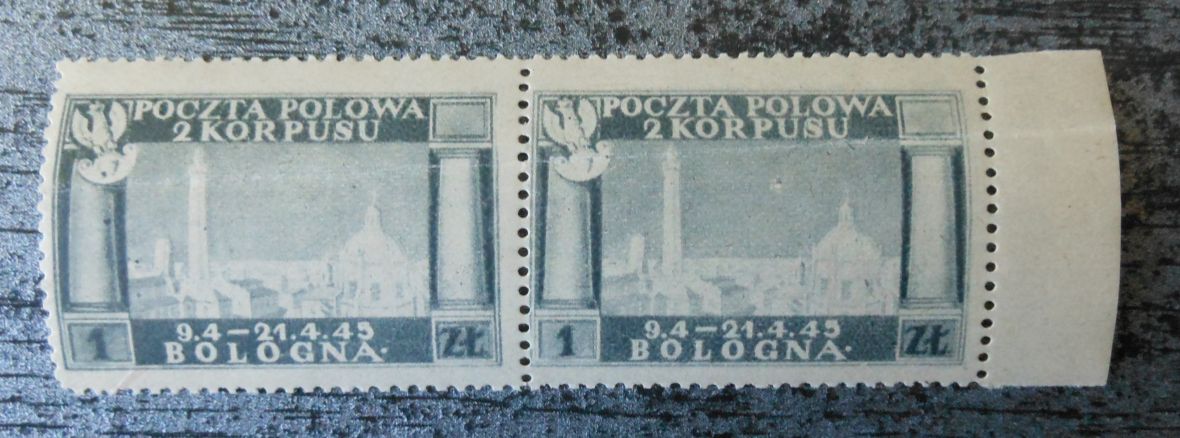 POCZTA POLOWA
2 KORPUSU
1
9.4-21.4.45
BOLOGNA.
Zł
POCZTA POLOWA
2 KORPUSU
1
9.4-21.4.45
BOLOGNA.
Zł